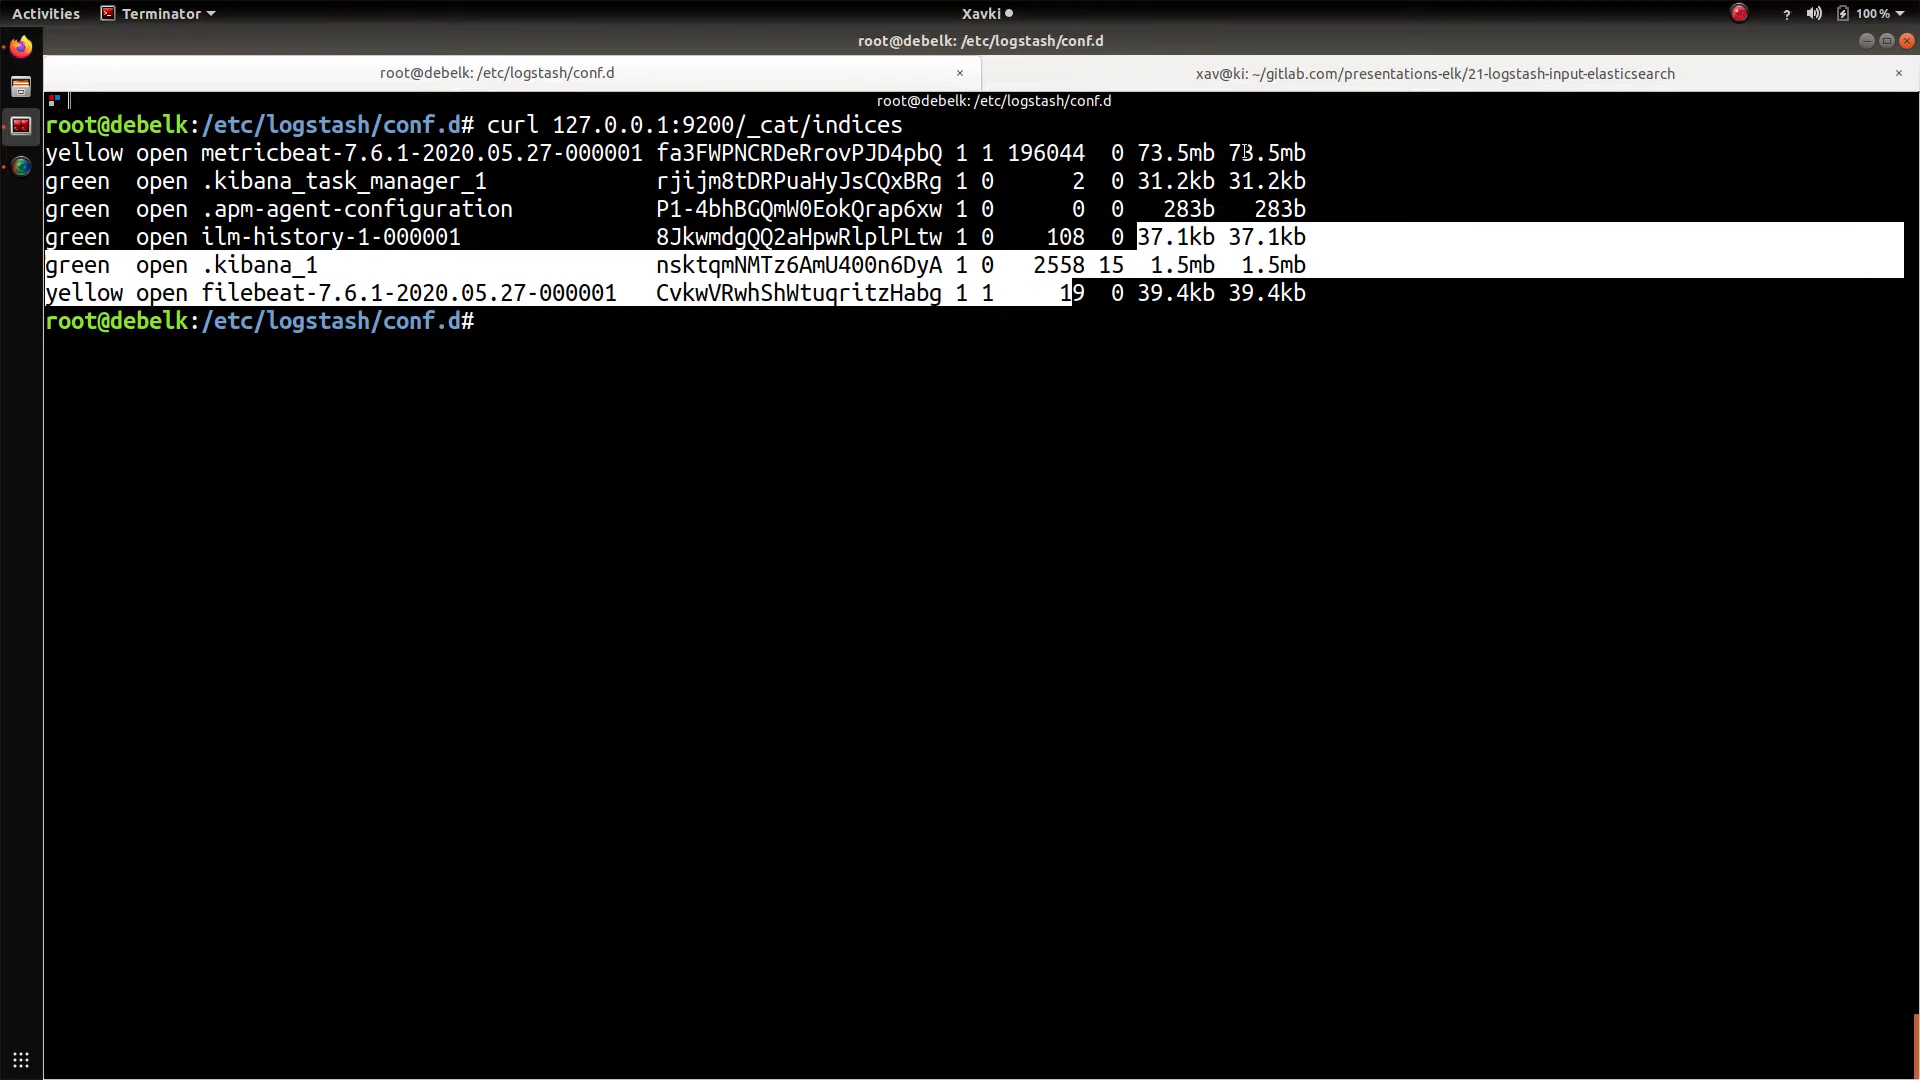 Activities Terminator Xavki 100 %
root@debelk: /etc/logstash/conf.d
root@debelk: /etc/logstash/conf.d × xav@ki: ~/gitlab.com/presentations-elk/21-logstash-input-elasticsearch ×
root@debelk: /etc/logstash/conf.d
root@debelk:/etc/logstash/conf.d# curl 127.0.0.1:9200/_cat/indices
yellow open metricbeat-7.6.1-2020.05.27-000001 fa3FWPNCRDeRrovPJD4pbQ 1 1 196044 0 73.5mb 73.5mb
green open .kibana_task_manager_1 rjijm8tDRPuaHyJsCQxBRg 1 0 2 0 31.2kb 31.2kb
green open .apm-agent-configuration P1-4bhBGQmW0EokQrap6xw 1 0 0 0 283b 283b
green open ilm-history-1-000001 8JkwmdgQQ2aHpwRlplPLtw 1 0 108 0 37.1kb 37.1kb
green open .kibana_1 nsktqmNMTz6AmU400n6DyA 1 0 2558 15 1.5mb 1.5mb
yellow open filebeat-7.6.1-2020.05.27-000001 CvkwVRwhShWtuqritzHabg 1 1 19 0 39.4kb 39.4kb
root@debelk:/etc/logstash/conf.d#